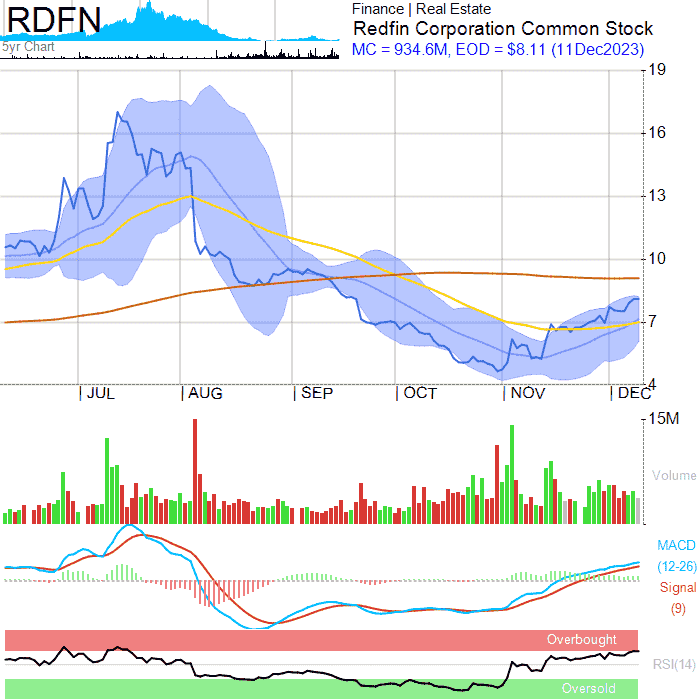 RDFN
Finance | Real Estate
Redfin Corporation Common Stock
MC = 934.6M, EOD = $8.11 (11Dec2023)
5yr Chart
19
16
13
10
7
4
JUL
AUG
SEP
OCT
NOV
DEC
15M
Volume
MACD
(12-26)
Signal
(9)
Overbought
RSI(14)
Oversold